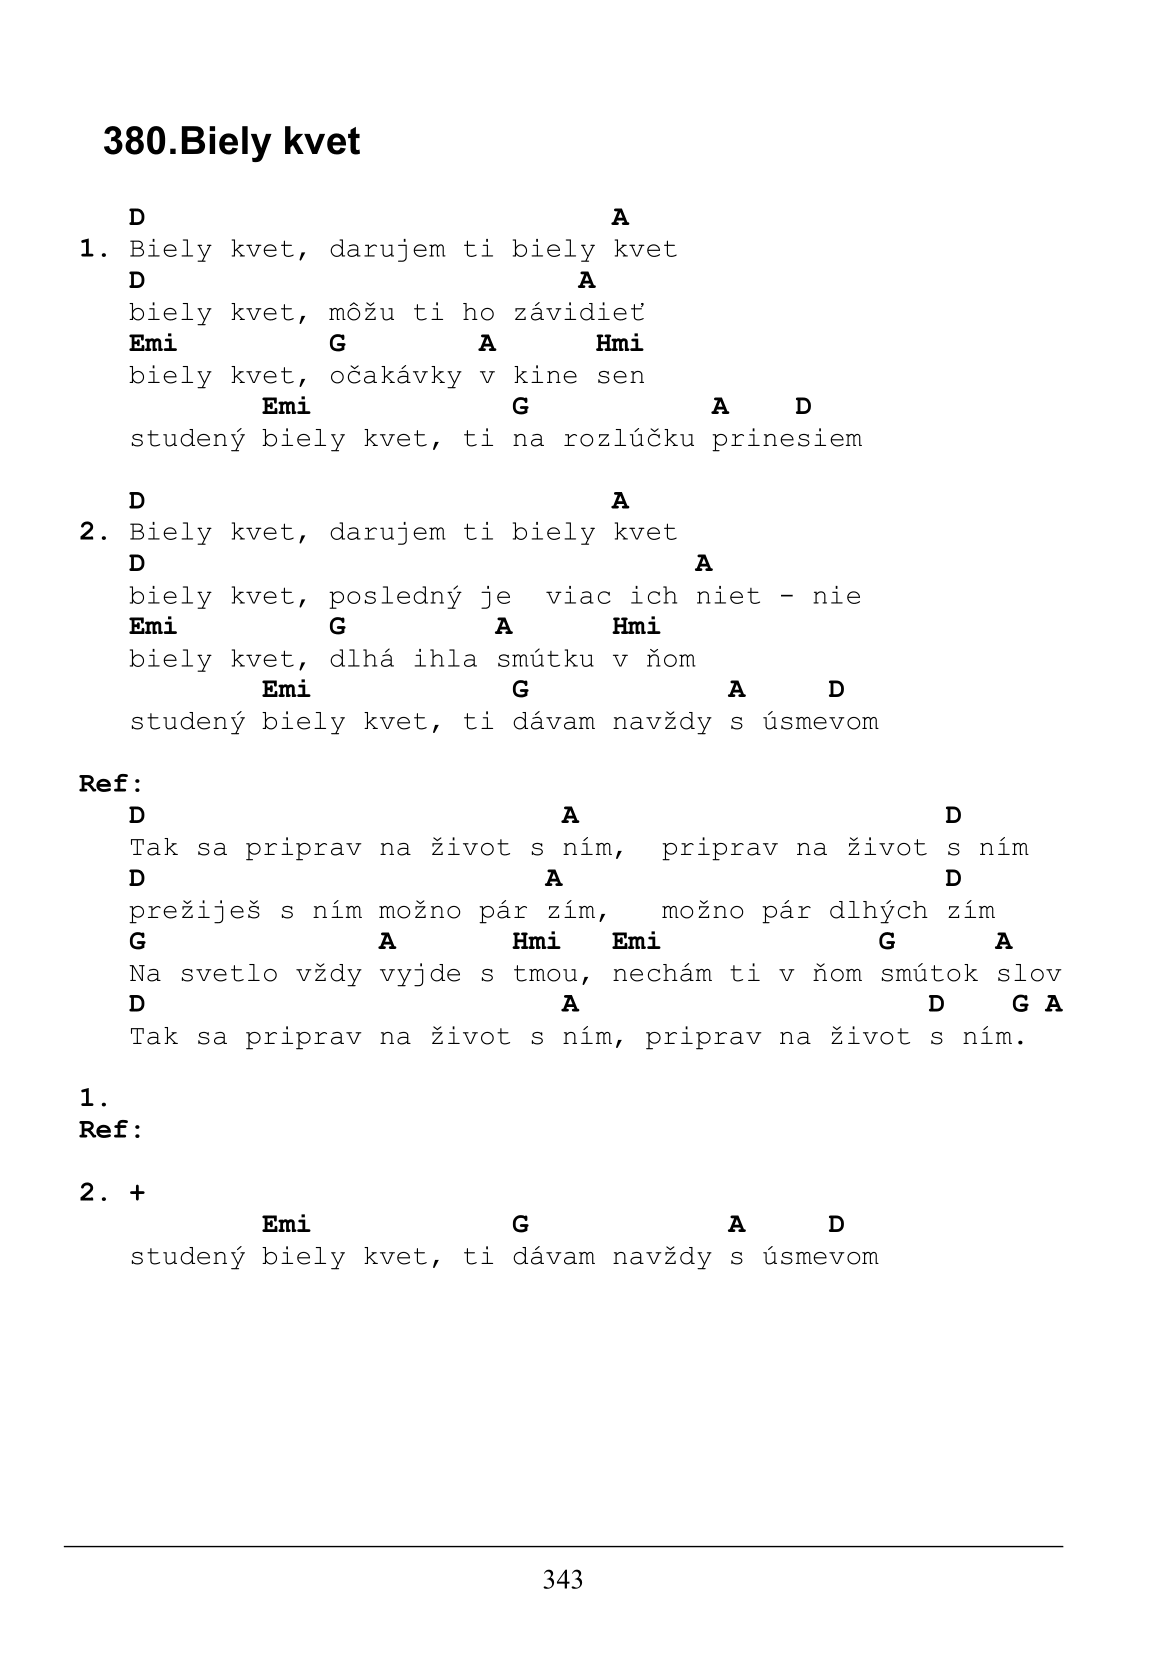 380.Biely kvet
   D                            A
1. Biely kvet, darujem ti biely kvet
   D                          A
   biely kvet, môžu ti ho závidieť
   Emi         G        A      Hmi
   biely kvet, očakávky v kine sen
           Emi            G           A    D
   studený biely kvet, ti na rozlúčku prinesiem
   D                            A
2. Biely kvet, darujem ti biely kvet
   D                                 A
   biely kvet, posledný je  viac ich niet - nie
   Emi         G         A      Hmi
   biely kvet, dlhá ihla smútku v ňom
           Emi            G            A     D
   studený biely kvet, ti dávam navždy s úsmevom
Ref:
   D                         A                      D
   Tak sa priprav na život s ním,  priprav na život s ním
   D                        A                       D
   prežiješ s ním možno pár zím,   možno pár dlhých zím
   G              A       Hmi   Emi             G      A
   Na svetlo vždy vyjde s tmou, nechám ti v ňom smútok slov
   D                         A                     D    G A
   Tak sa priprav na život s ním, priprav na život s ním.
1.
Ref:
2. +
           Emi            G            A     D
   studený biely kvet, ti dávam navždy s úsmevom
343